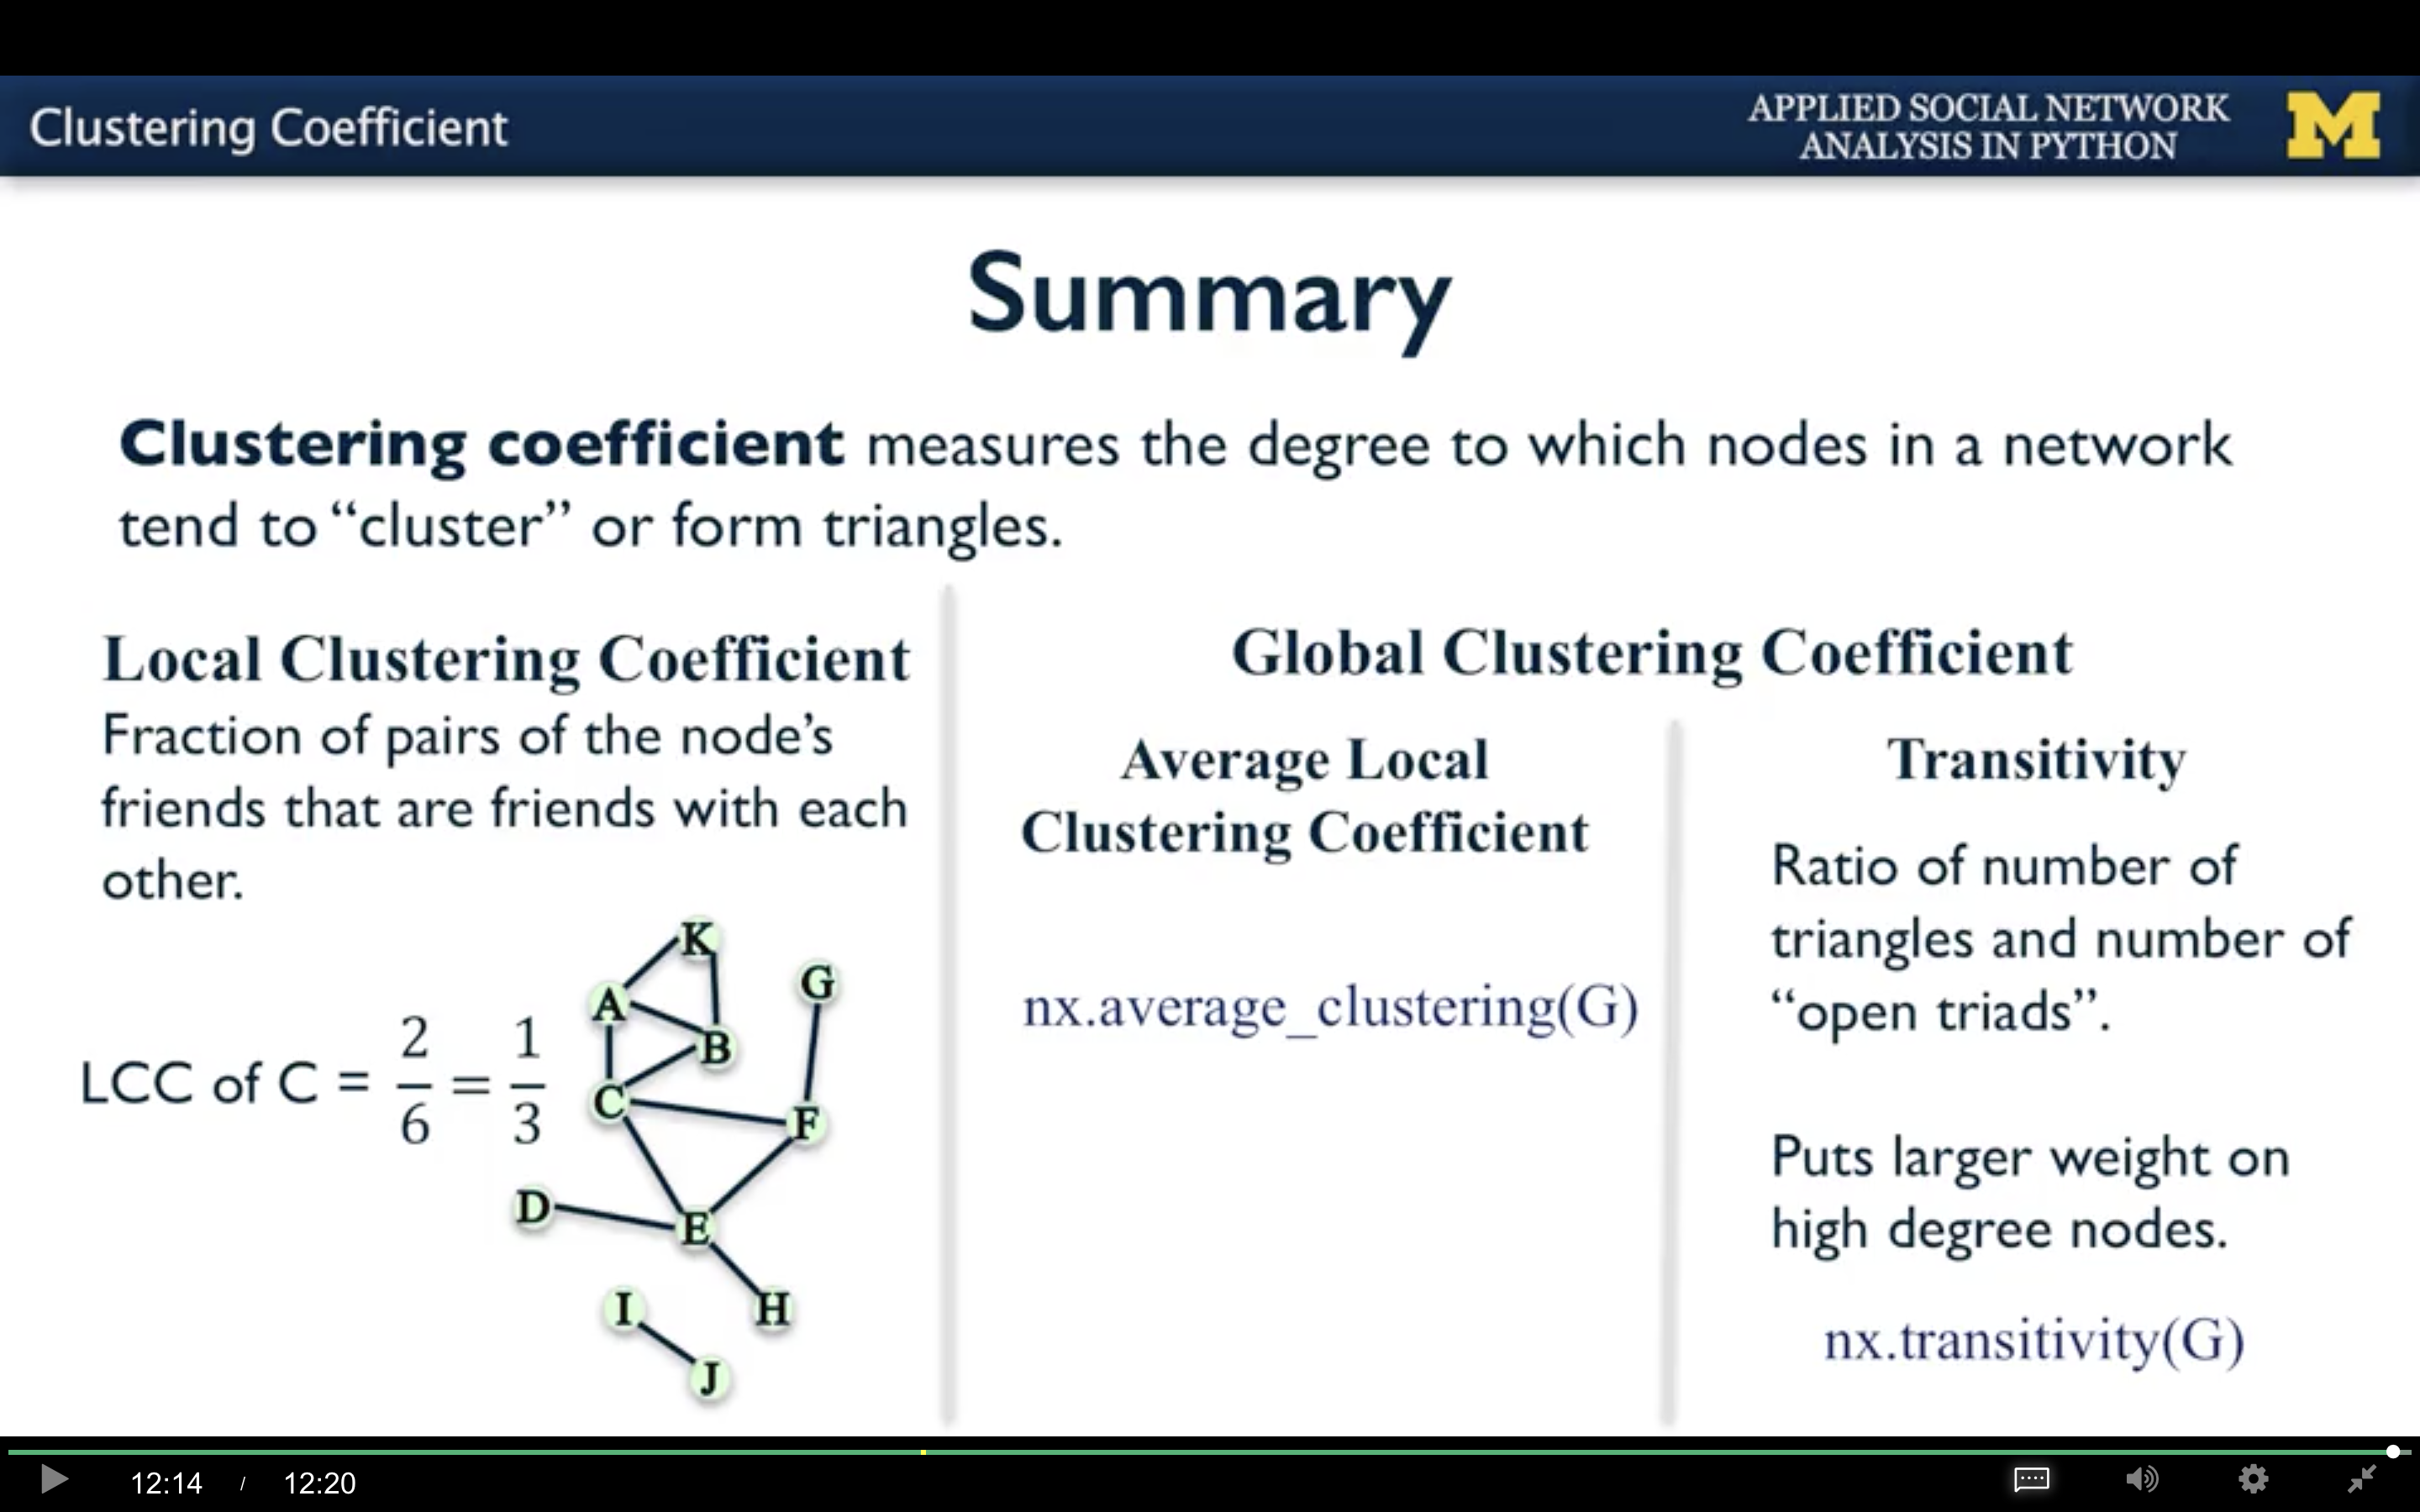 Clustering Coefficient
APPLIED SOCIAL NETWORK
ANALYSIS IN PYTHON
M
Summary
Clustering coefficient measures the degree to which nodes in a network
tend to “cluster” or form triangles.
Local Clustering Coefficient
Fraction of pairs of the node’s
friends that are friends with each
other.
LCC of C = 2/6 = 1/3
K
G
A
B
C
F
D
E
I
H
J
Global Clustering Coefficient
Average Local
Clustering Coefficient
nx.average_clustering(G)
Transitivity
Ratio of number of
triangles and number of
“open triads”.
Puts larger weight on
high degree nodes.
nx.transitivity(G)
12:14 / 12:20